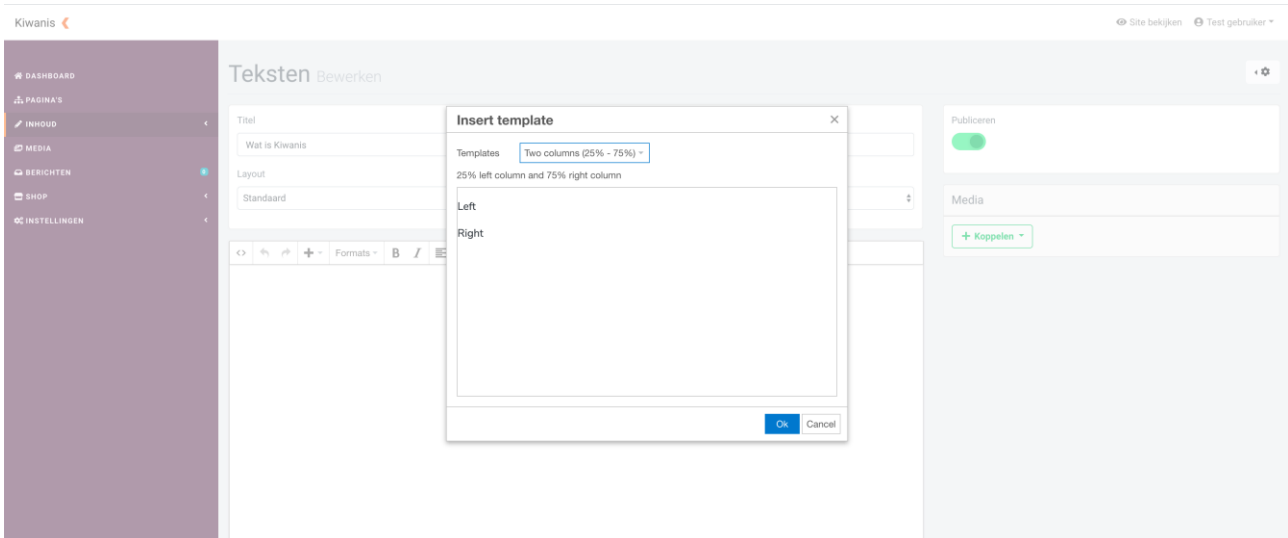 Kiwanis
Site bekijken Test gebruiker
DASHBOARD
PAGINA'S
INHOUD
MEDIA
BERICHTEN
SHOP
INSTELLINGEN
Teksten Bewerken
Titel
Wat is Kiwanis
Layout
Standaard
Formats B I
Insert template
Templates Two columns (25% - 75%)
25% left column and 75% right column
Left
Right
Ok Cancel
Publiceren
Media
+ Koppelen